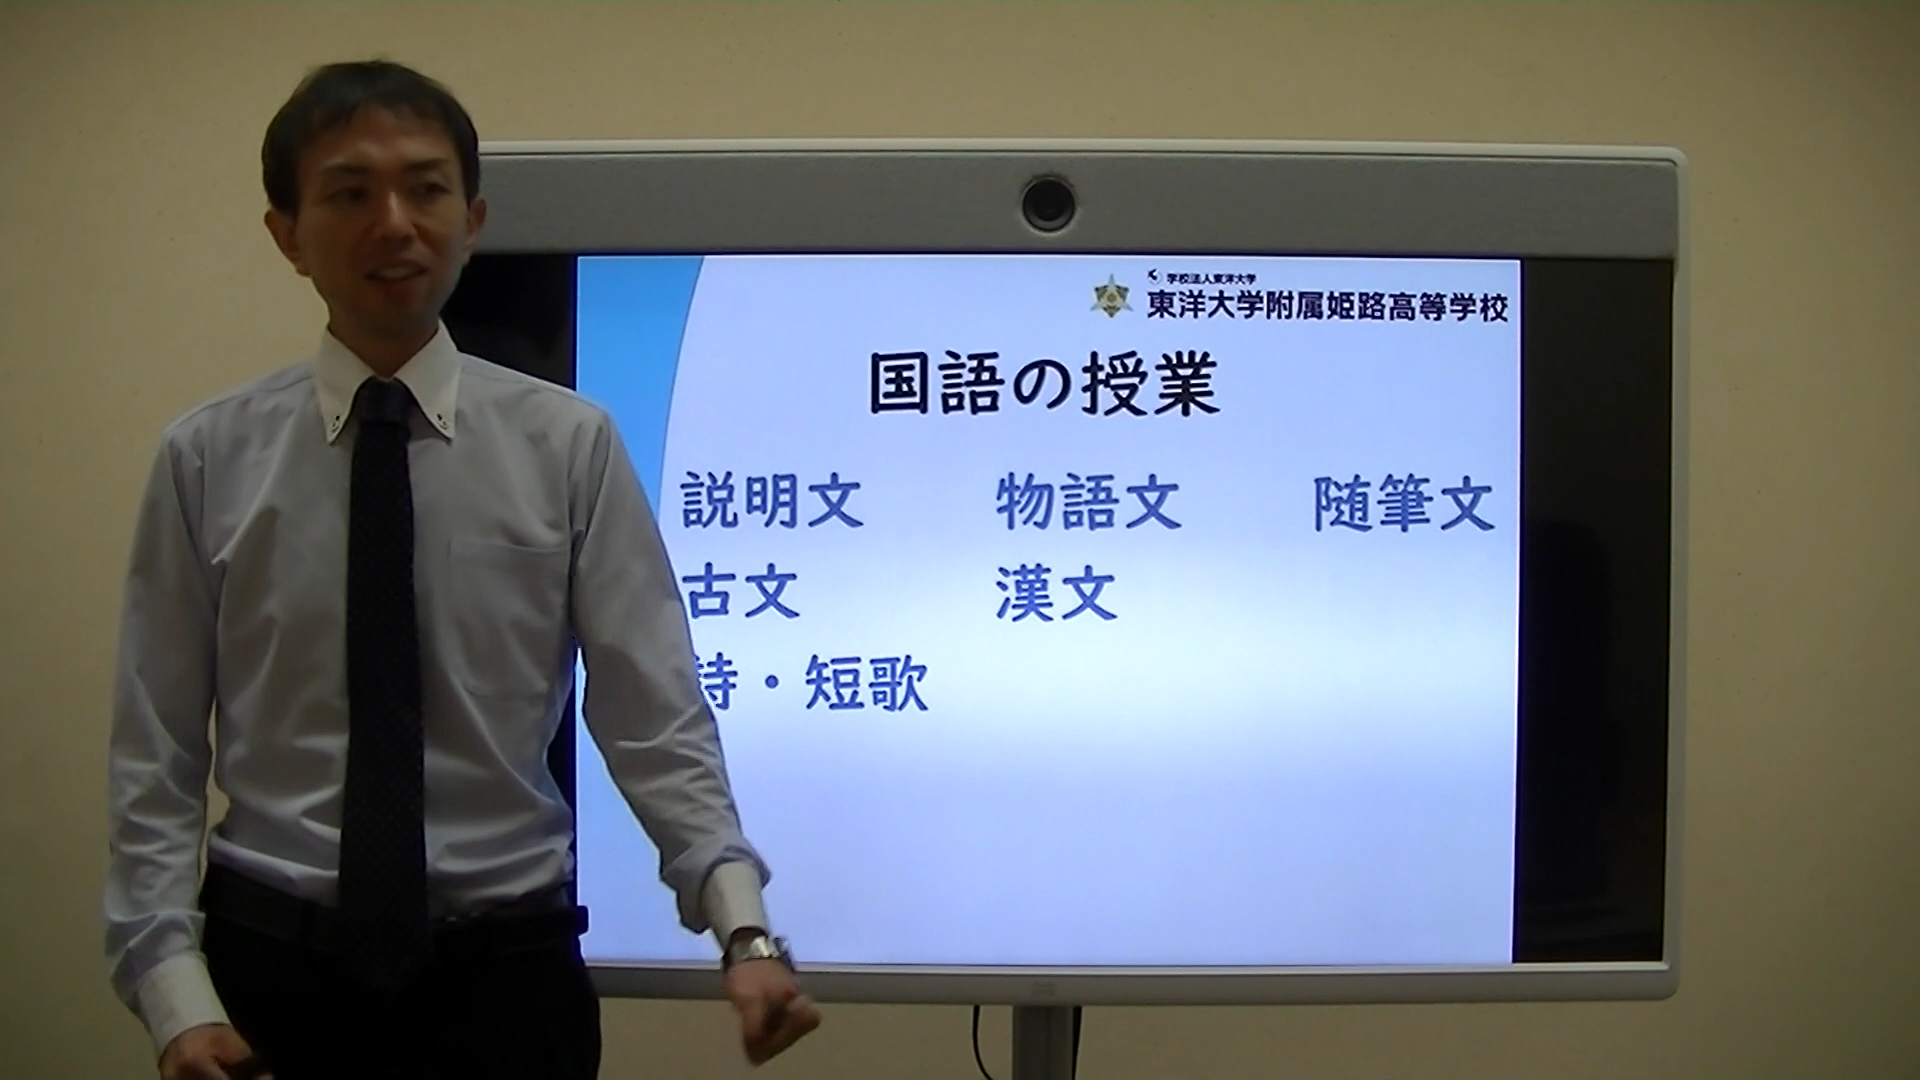 学校法人東洋大学
東洋大学附属姫路高等学校
国語の授業
説明文 物語文 随筆文
古文 漢文
詩・短歌